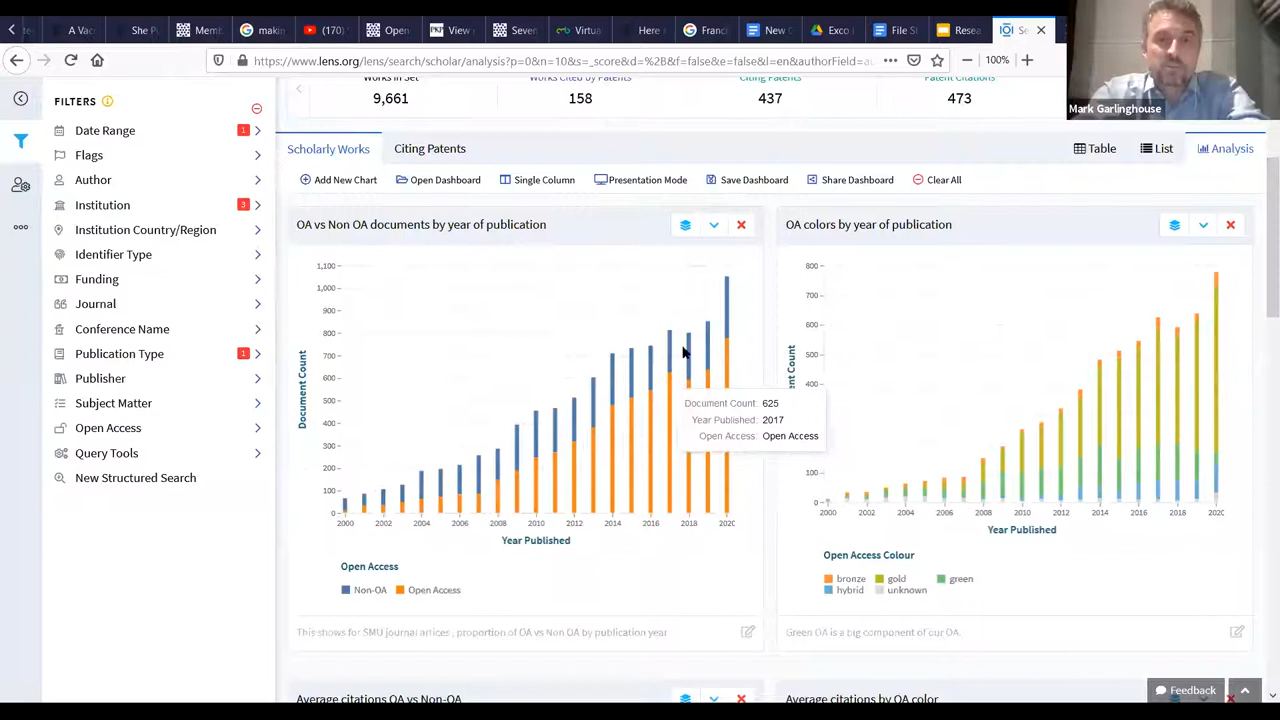 A Vac
She P
Memb
makin
(170)
Open
View
Seven
Virtua
Here
Franci
New C
Exco I
File S
Resea
Se
https://www.lens.org/lens/search/scholar/analysis?p=0&n=10&s=_score&d=%2B&f=false&e=false&l=en&authorField=au
100%
Mark Garlinghouse
Works in Set
Works Cited by Patents
Citing Patents
Patent Citations
9,661
158
437
473
FILTERS
Date Range
1
Flags
Author
Institution
3
Institution Country/Region
Identifier Type
Funding
Journal
Conference Name
Publication Type
1
Publisher
Subject Matter
Open Access
Query Tools
New Structured Search
Scholarly Works
Citing Patents
Table
List
Analysis
Add New Chart
Open Dashboard
Single Column
Presentation Mode
Save Dashboard
Share Dashboard
Clear All
OA vs Non OA documents by year of publication
1,100
1,000
900
800
700
600
500
400
300
200
100
0
Document Count
2000 2002 2004 2006 2008 2010 2012 2014 2016 2018 2020
Year Published
Document Count: 625
Year Published: 2017
Open Access: Open Access
Open Access
Non-OA Open Access
This shows for SMU journal artices , proportion of OA vs Non OA by publication year
OA colors by year of publication
800
700
600
500
400
100
0
ent Count
2000 2002 2004 2006 2008 2010 2012 2014 2016 2018 2020
Year Published
Open Access Colour
bronze gold green
hybrid unknown
Green OA is a big component of our OA.
Average citations OA vs Non-OA
Average citations by OA color
Feedback